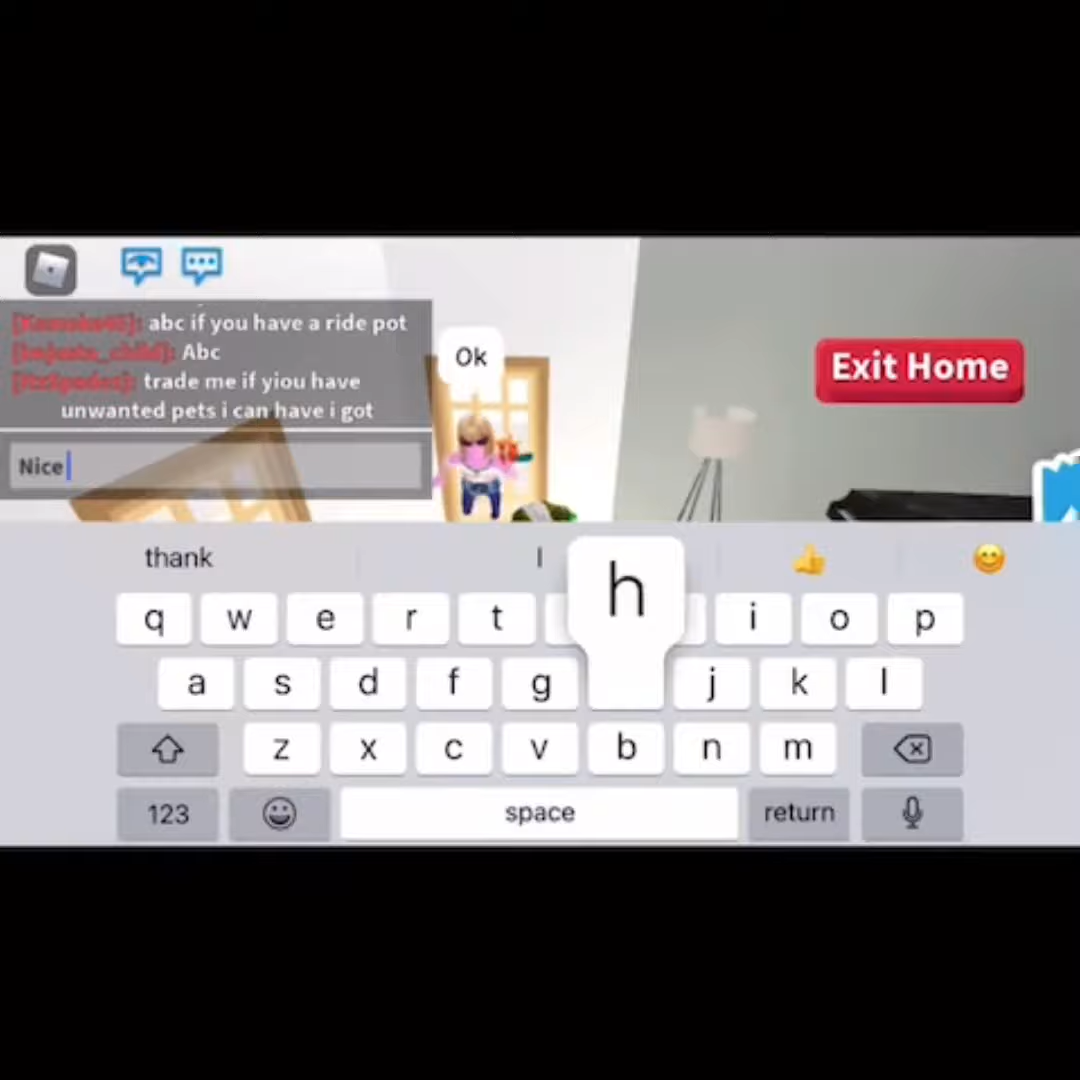 abc if you have a ride pot
Abc
trade me if yiou have
unwanted pets i can have i got
Ok
Exit Home
Nice
thank
I
👍
😊
h
q w e r t i o p
a s d f g j k l
z x c v b n m
123 space return